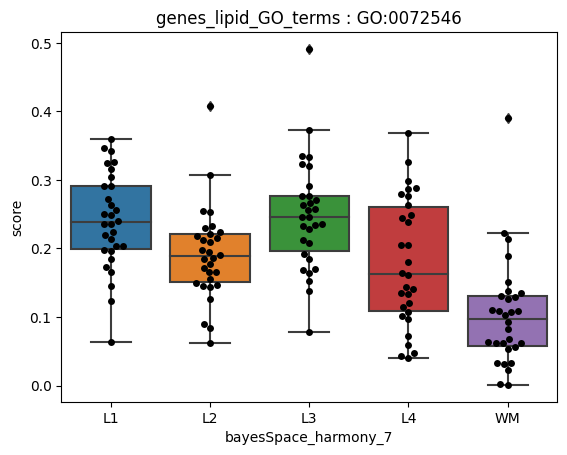 genes_lipid_GO_terms : GO:0072546
0.5
0.4
0.3
0.2
0.1
0.0
score
L1 L2 L3 L4 WM
bayesSpace_harmony_7